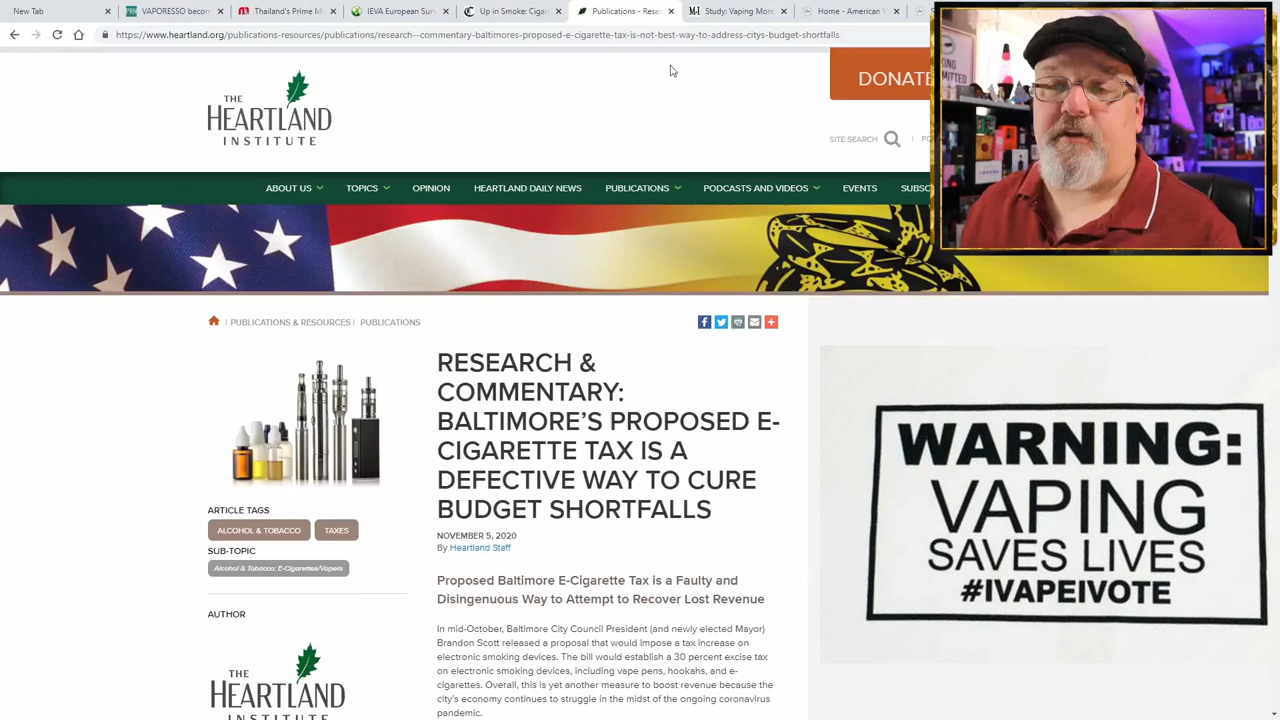 New Tab
VAPORESSO becon
Thailand's Prime M
IEVA European Sur
Up in Smoke: Cigar
Publications - Rese
Study: Vaping More
Home - American V
https://www.heartland.org/publications-resources/publications/research--commentary-baltimores-proposed-e-cigarette-tax-is-not-best-way-to-address-citys-budget-shortfalls
THE
HEARTLAND
INSTITUTE
DONATE
SITE SEARCH
ABOUT US
TOPICS
OPINION
HEARTLAND DAILY NEWS
PUBLICATIONS
PODCASTS AND VIDEOS
EVENTS
SUBSC
PUBLICATIONS & RESOURCES
PUBLICATIONS
RESEARCH &
COMMENTARY:
BALTIMORE'S PROPOSED E-
CIGARETTE TAX IS A
DEFECTIVE WAY TO CURE
BUDGET SHORTFALLS
NOVEMBER 5, 2020
By Heartland Staff
Proposed Baltimore E-Cigarette Tax is a Faulty and
Disingenuous Way to Attempt to Recover Lost Revenue
In mid-October, Baltimore City Council President (and newly elected Mayor)
Brandon Scott released a proposal that would impose a tax increase on
electronic smoking devices. The bill would establish a 30 percent excise tax
on electronic smoking devices, including vape pens, hookahs, and e-
cigarettes. Overall, this is yet another measure to boost revenue because the
city's economy continues to struggle in the midst of the ongoing coronavirus
pandemic.
ARTICLE TAGS
ALCOHOL & TOBACCO
TAXES
SUB-TOPIC
Alcohol & Tobacco: E-Cigarettes/Vapers
AUTHOR
THE
HEARTLAND
INSTITUTE
WARNING:
VAPING
SAVES LIVES
#IVAPEIVOTE